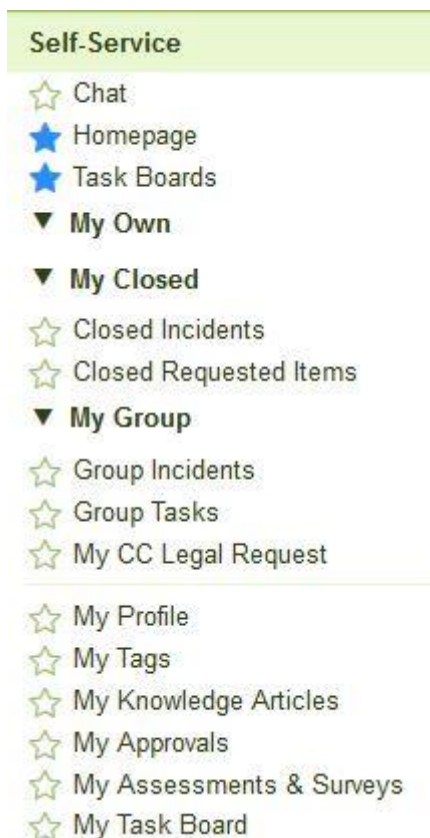 Self-Service
Chat
Homepage
Task Boards
My Own
My Closed
Closed Incidents
Closed Requested Items
My Group
Group Incidents
Group Tasks
My CC Legal Request
My Profile
My Tags
My Knowledge Articles
My Approvals
My Assessments & Surveys
My Task Board